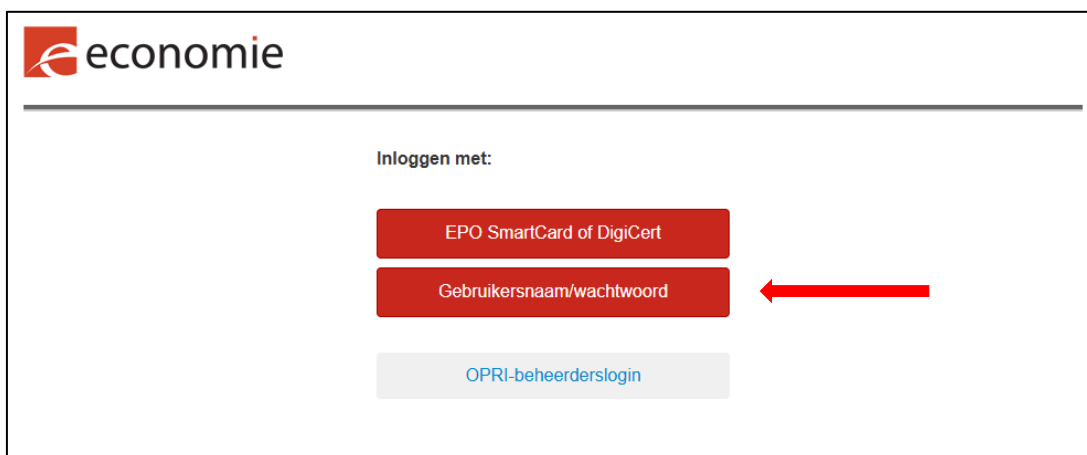 economie
Inloggen met:
EPO SmartCard of DigiCert
Gebruikersnaam/wachtwoord
OPRI-beheerderslogin